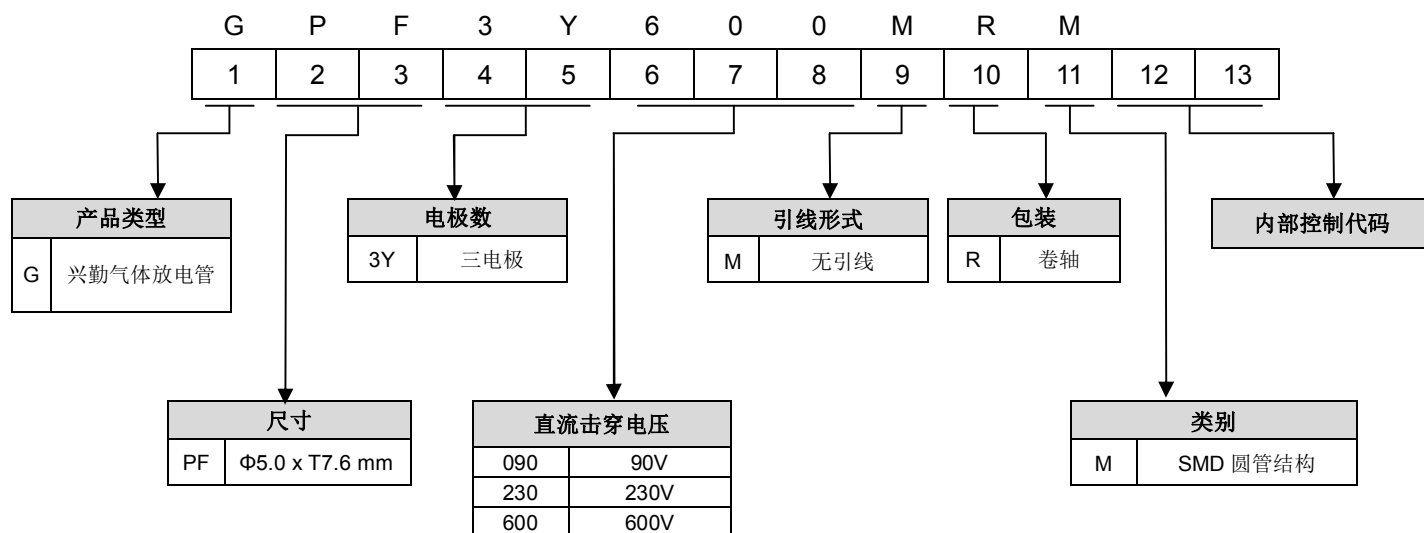 G P F 3 Y 6 0 0 M R M
1 2 3 4 5 6 7 8 9 10 11 12 13
产品类型
G 兴勤气体放电管
电极数
3Y 三电极
引线形式
M 无引线
包装
R 卷轴
内部控制代码
尺寸
PF Φ5.0 x T7.6 mm
直流击穿电压
090 90V
230 230V
600 600V
类别
M SMD 圆管结构